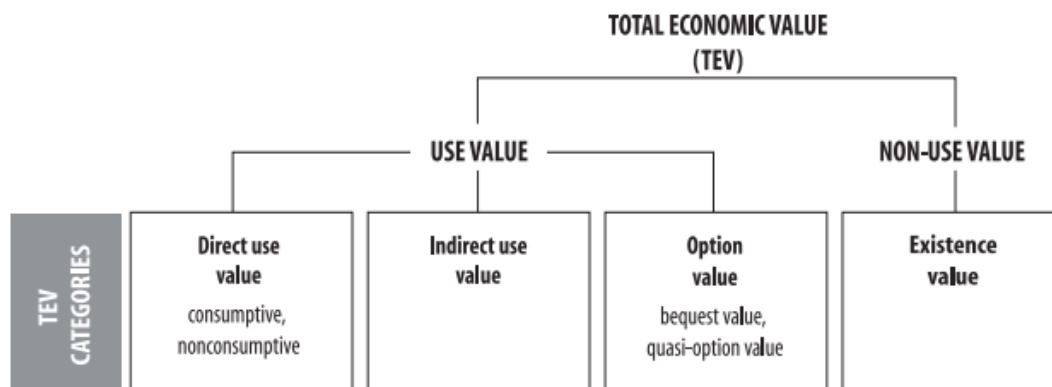 TOTAL ECONOMIC VALUE
(TEV)
USE VALUE
NON-USE VALUE
TEV
CATEGORIES
Direct use
value
consumptive,
nonconsumptive
Indirect use
value
Option
value
bequest value,
quasi-option value
Existence
value